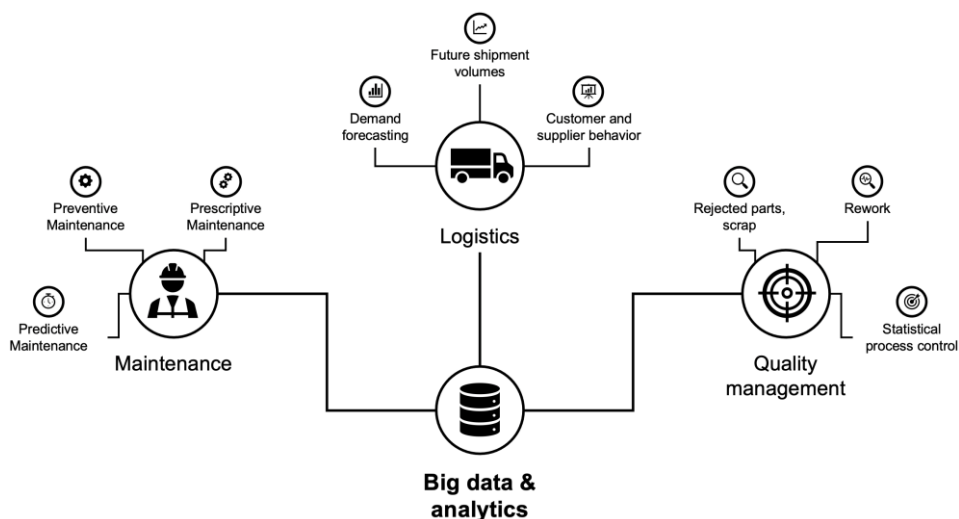 Future shipment
volumes
Demand
forecasting
Customer and
supplier behavior
Logistics
Preventive
Maintenance
Prescriptive
Maintenance
Predictive
Maintenance
Maintenance
Rejected parts,
scrap
Rework
Statistical
process control
Quality
management
Big data &
analytics